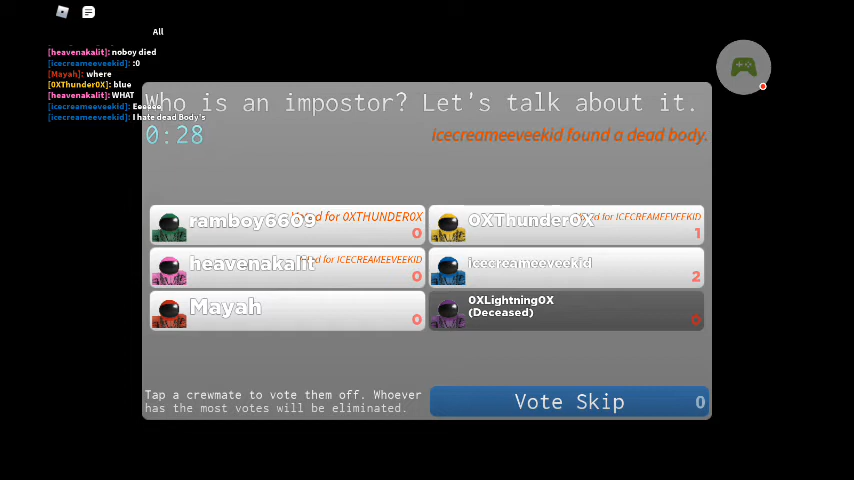 All
[heavenakalit]: noboy died
[icecreameeveekid]: :0
[Mayah]: where
[0XThunder0X]: blue
[heavenakalit]: WHAT
[icecreameeveekid]: Eeeeee
[icecreameeveekid]: I hate dead Body's
Who is an impostor? Let's talk about it.
0:28
icecreameeveekid found a dead body.
ramboy6609
for 0XTHUNDER0X
0
0XThunder0X
for ICECREAMEEVEEKID
1
heavenakalit
for ICECREAMEEVEEKID
0
icecreameeveekid
2
Mayah
0
0XLightning0X
(Deceased)
0
Tap a crewmate to vote them off. Whoever
has the most votes will be eliminated.
Vote Skip
0